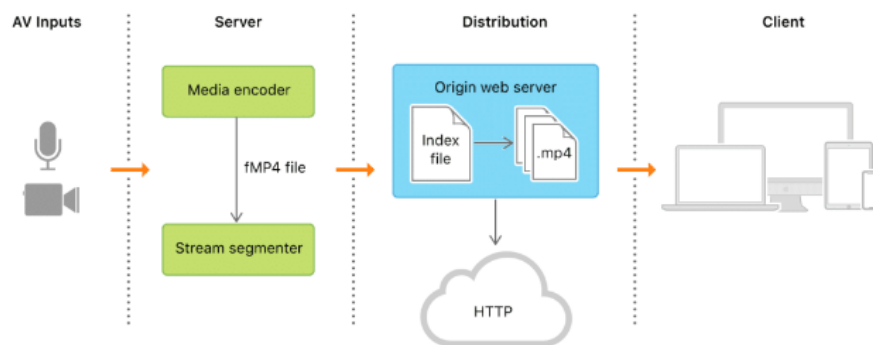 AV Inputs
Server
Distribution
Client
Media encoder
fMP4 file
Stream segmenter
Origin web server
Index
file
.mp4
HTTP